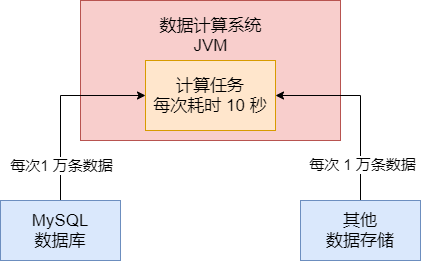 数据计算系统
JVM
计算任务
每次耗时 10 秒
每次1 万条数据
每次 1 万条数据
MySQL
数据库
其他
数据存储